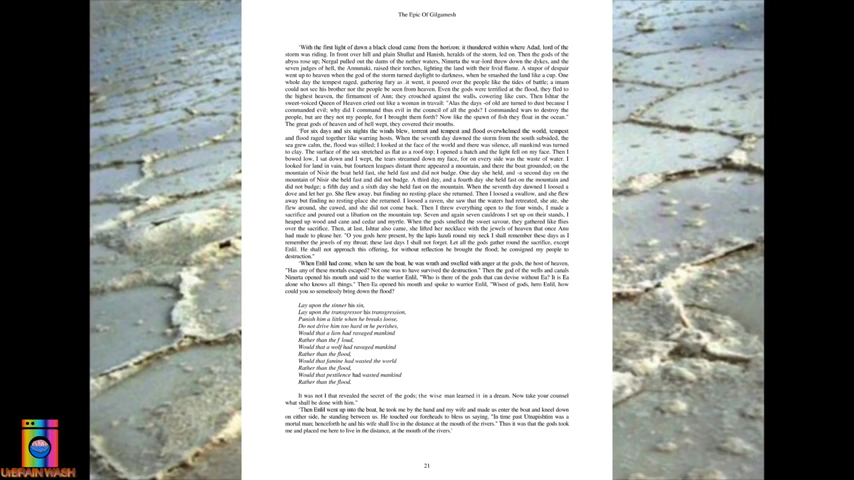 The Epic Of Gilgamesh
'With the first light of dawn a black cloud came from the horizon; it thundered within where Adad, lord of the
storm was riding. In front over hill and plain Shullat and Hanish, heralds of the storm, led on. Then the gods of the
abyss rose up; Nergal pulled out the dams of the nether waters, Ninurta the war-lord threw down the dykes, and the
seven judges of hell, the Annunaki, raised their torches, lighting the land with their livid flame. A stupor of despair
went up to heaven when the god of the storm turned daylight to darkness, when he smashed the land like a cup. One
whole day the tempest raged, gathering fury as .it went, it poured over the people like the tides of battle; a imam
could not see his brother nor the people be seen from heaven. Even the gods were terrified at the flood, they fled to
the highest heaven, the firmament of Ann; they crouched against the walls, cowering like curs. Then Ishtar the
sweet-voiced Queen of Heaven cried out like a woman in travail: "Alas the days -of old are turned to dust because I
commanded evil; why did I command thus evil in the council of all the gods? I commanded wars to destroy the
people, but are they not my people, for I brought them forth? Now like the spawn of fish they float in the ocean."
The great gods of heaven and of hell wept, they covered their mouths.
'For six days and six nights the winds blew, torrent and tempest and flood overwhelmed the world, tempest
and flood raged together like warring hosts. When the seventh day dawned the storm from the south subsided, the
sea grew calm, the, flood was stilled; I looked at the face of the world and there was silence, all mankind was turned
to clay. The surface of the sea stretched as flat as a roof-top; I opened a hatch and the light fell on my face. Then I
bowed low, I sat down and I wept, the tears streamed down my face, for on every side was the waste of water. I
looked for land in vain, but fourteen leagues distant there appeared a mountain, and there the boat grounded; on the
mountain of Nisir the boat held fast, she held fast and did not budge. One day she held, and -a second day on the
mountain of Nisir she held fast and did not budge. A third day, and a fourth day she held fast on the mountain and
did not budge; a fifth day and a sixth day she held fast on the mountain. When the seventh day dawned I loosed a
dove and let her go. She flew away, but finding no resting-place she returned. Then I loosed a swallow, and she flew
away but finding no resting-place she returned. I loosed a raven, she saw that the waters had retreated, she ate, she
flew around, she cawed, and she did not come back. Then I threw everything open to the four winds, I made a
sacrifice and poured out a libation on the mountain top. Seven and again seven cauldrons I set up on their stands, I
heaped up wood and cane and cedar and myrtle. When the gods smelled the sweet savour, they gathered like flies
over the sacrifice. Then, at last, Ishtar also came, she lifted her necklace with the jewels of heaven that once Anu
had made to please her. "O you gods here present, by the lapis lazuli round my neck I shall remember these days as I
remember the jewels of my throat; these last days I shall not forget. Let all the gods gather round the sacrifice, except
Enlil. He shall not approach this offering, for without reflection he brought the flood; he consigned my people to
destruction."
'When Enlil had come, when he saw the boat, he was wrath and swelled with anger at the gods, the host of heaven,
"Has any of these mortals escaped? Not one was to have survived the destruction." Then the god of the wells and canals
Ninurta opened his mouth and said to the warrior Enlil, "Who is there of the gods that can devise without Ea? It is Ea
alone who knows all things." Then Ea opened his mouth and spoke to warrior Enlil, "Wisest of gods, hero Enlil, how
could you so senselessly bring down the flood?
Lay upon the sinner his sin,
Lay upon the transgressor his transgression,
Punish him a little when he breaks loose,
Do not drive him too hard or he perishes,
Would that a lion had ravaged mankind
Rather than the f loud,
Would that a wolf had ravaged mankind
Rather than the flood,
Would that famine had wasted the world
Rather than the flood,
Would that pestilence had wasted mankind
Rather than the flood.
It was not I that revealed the secret of the gods; the wise man learned it in a dream. Now take your counsel
what shall be done with him."
'Then Enlil went up into the boat, he took me by the hand and my wife and made us enter the boat and kneel down
on either side, he standing between us. He touched our foreheads to bless us saying, "In time past Utnapishtim was a
mortal man; henceforth he and his wife shall live in the distance at the mouth of the rivers." Thus it was that the gods took
me and placed me here to live in the distance, at the mouth of the rivers.'
21
UrBRAINWASH